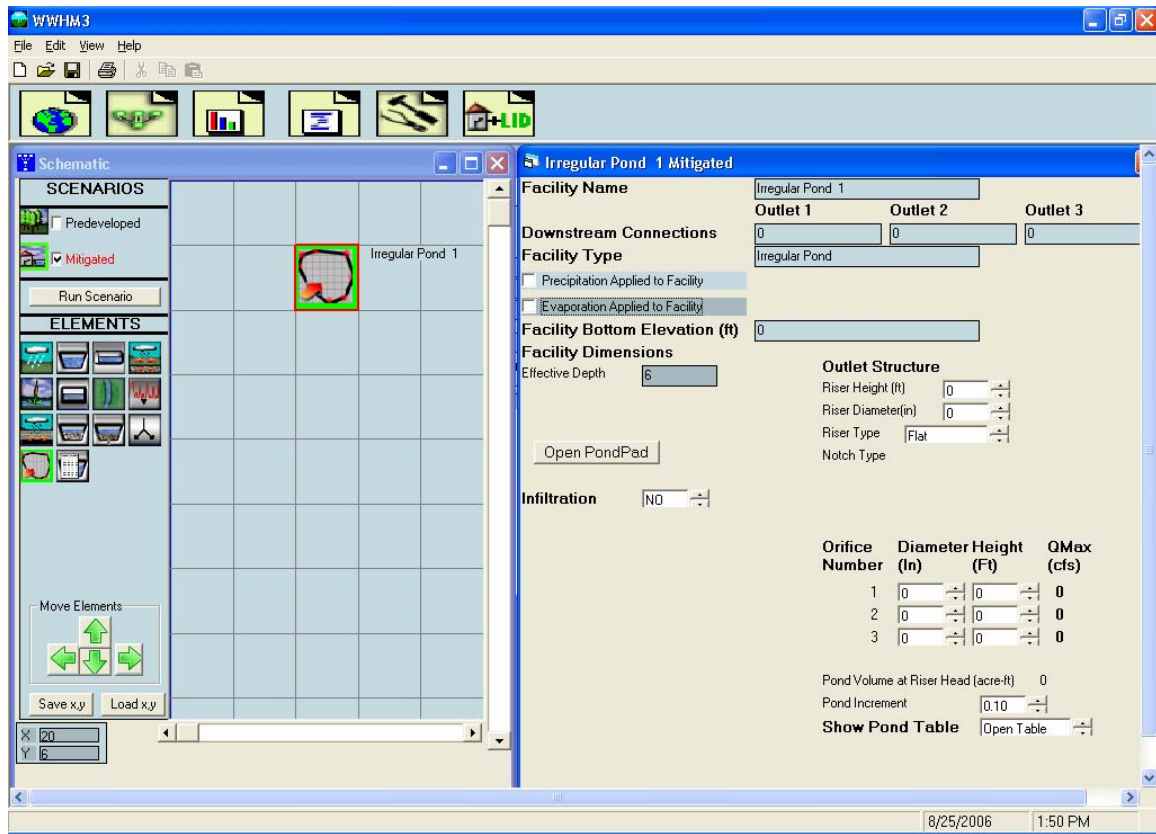 WWHM3
File Edit View Help
+LID
Schematic
SCENARIOS
Predeveloped
Mitigated
Run Scenario
ELEMENTS
Move Elements
Save x,y Load x,y
X 20
Y 6
Irregular Pond 1
Irregular Pond 1 Mitigated
Facility Name Irregular Pond 1
Outlet 1 Outlet 2 Outlet 3
Downstream Connections 0 0 0
Facility Type Irregular Pond
Precipitation Applied to Facility
Evaporation Applied to Facility
Facility Bottom Elevation (ft) 0
Facility Dimensions
Effective Depth 6
Open PondPad
Infiltration NO
Outlet Structure
Riser Height (ft) 0
Riser Diameter(in) 0
Riser Type Flat
Notch Type
Orifice Diameter Height QMax
Number (In) (Ft) (cfs)
1 0 0 0
2 0 0 0
3 0 0 0
Pond Volume at Riser Head (acre-ft) 0
Pond Increment 0.10
Show Pond Table Open Table
8/25/2006 1:50 PM